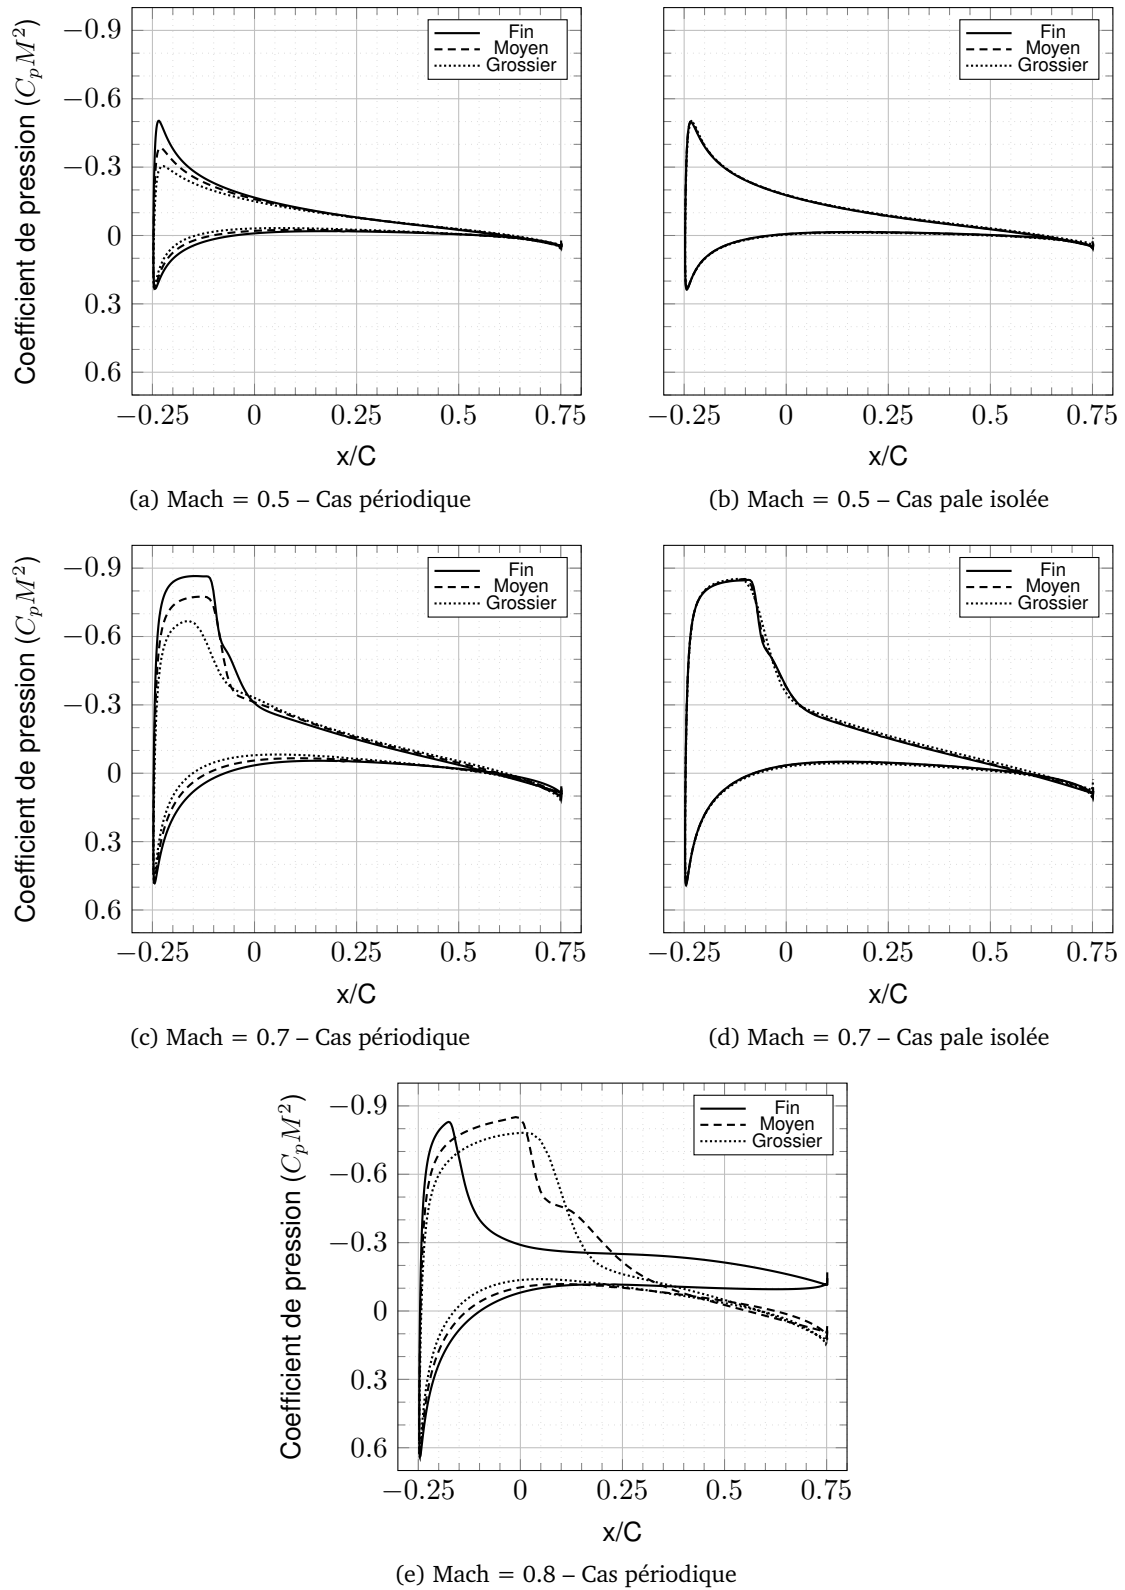 −0.9
−0.6
−0.3
0
0.3
0.6
Coefficient de pression (CₚM²)
Fin
Moyen
Grossier
−0.25 0 0.25 0.5 0.75
x/C
(a) Mach = 0.5 – Cas périodique
Fin
Moyen
Grossier
−0.25 0 0.25 0.5 0.75
x/C
(b) Mach = 0.5 – Cas pale isolée
−0.9
−0.6
−0.3
0
0.3
0.6
Coefficient de pression (CₚM²)
Fin
Moyen
Grossier
−0.25 0 0.25 0.5 0.75
x/C
(c) Mach = 0.7 – Cas périodique
Fin
Moyen
Grossier
−0.25 0 0.25 0.5 0.75
x/C
(d) Mach = 0.7 – Cas pale isolée
−0.9
−0.6
−0.3
0
0.3
0.6
Coefficient de pression (CₚM²)
Fin
Moyen
Grossier
−0.25 0 0.25 0.5 0.75
x/C
(e) Mach = 0.8 – Cas périodique